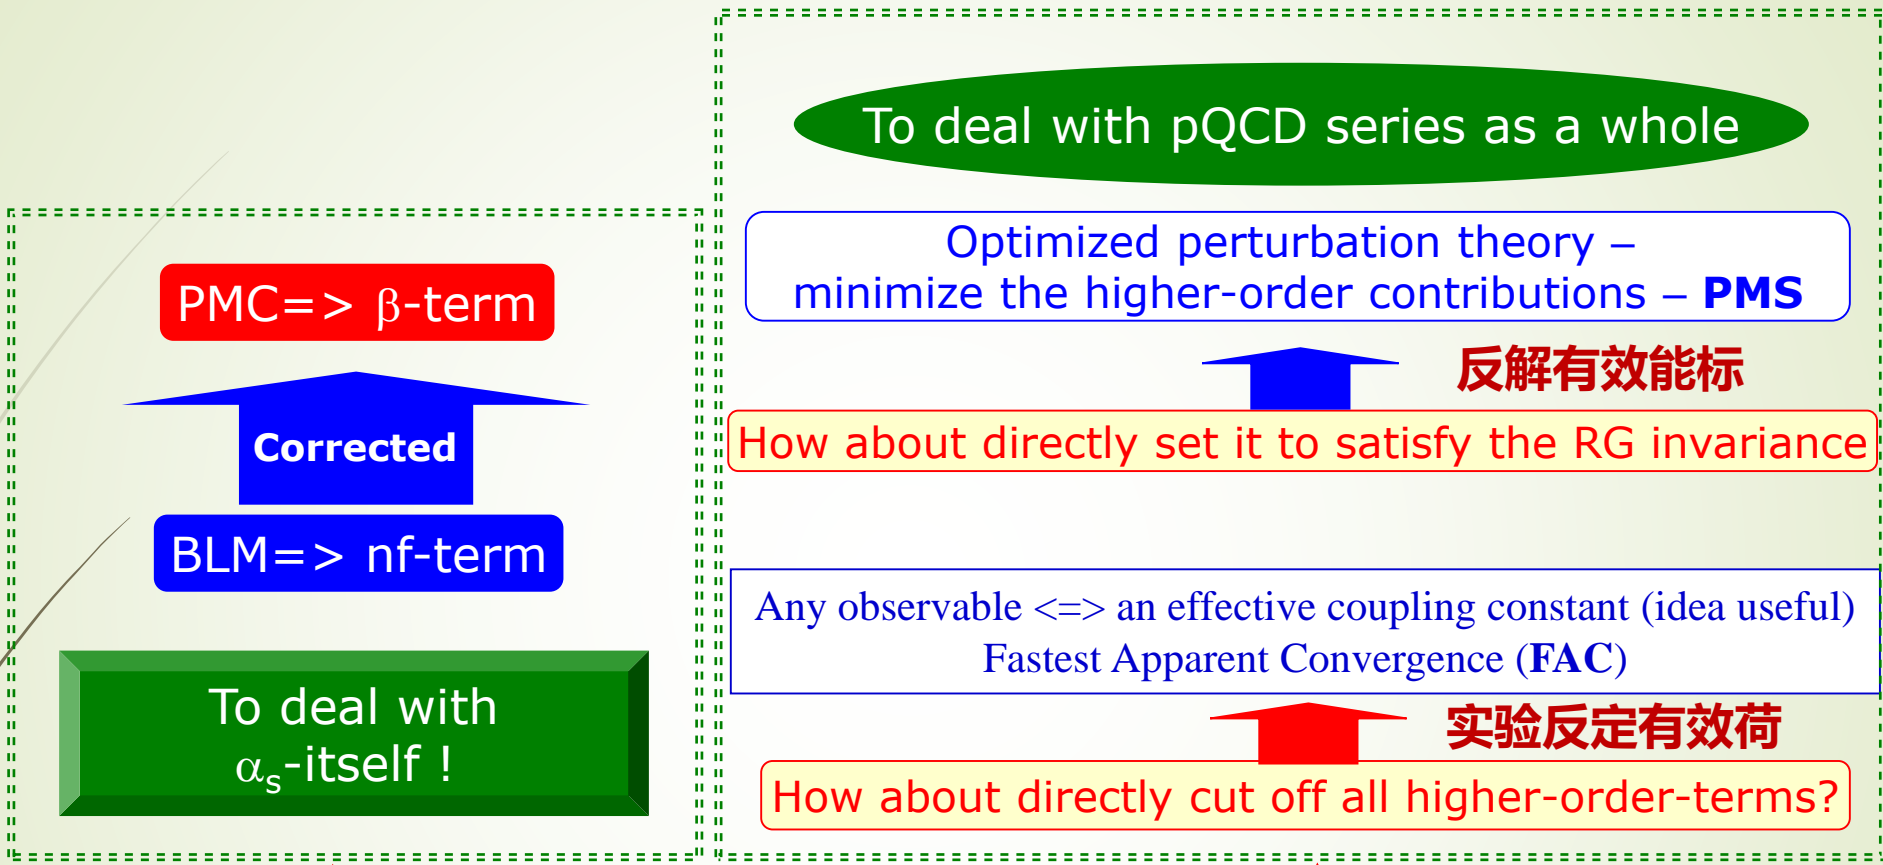 PMC=> β-term
Corrected
BLM=> nf-term
To deal with
αs-itself !
To deal with pQCD series as a whole
Optimized perturbation theory –
minimize the higher-order contributions – PMS
反解有效能标
How about directly set it to satisfy the RG invariance
Any observable <=> an effective coupling constant (idea useful)
Fastest Apparent Convergence (FAC)
实验反定有效荷
How about directly cut off all higher-order-terms?